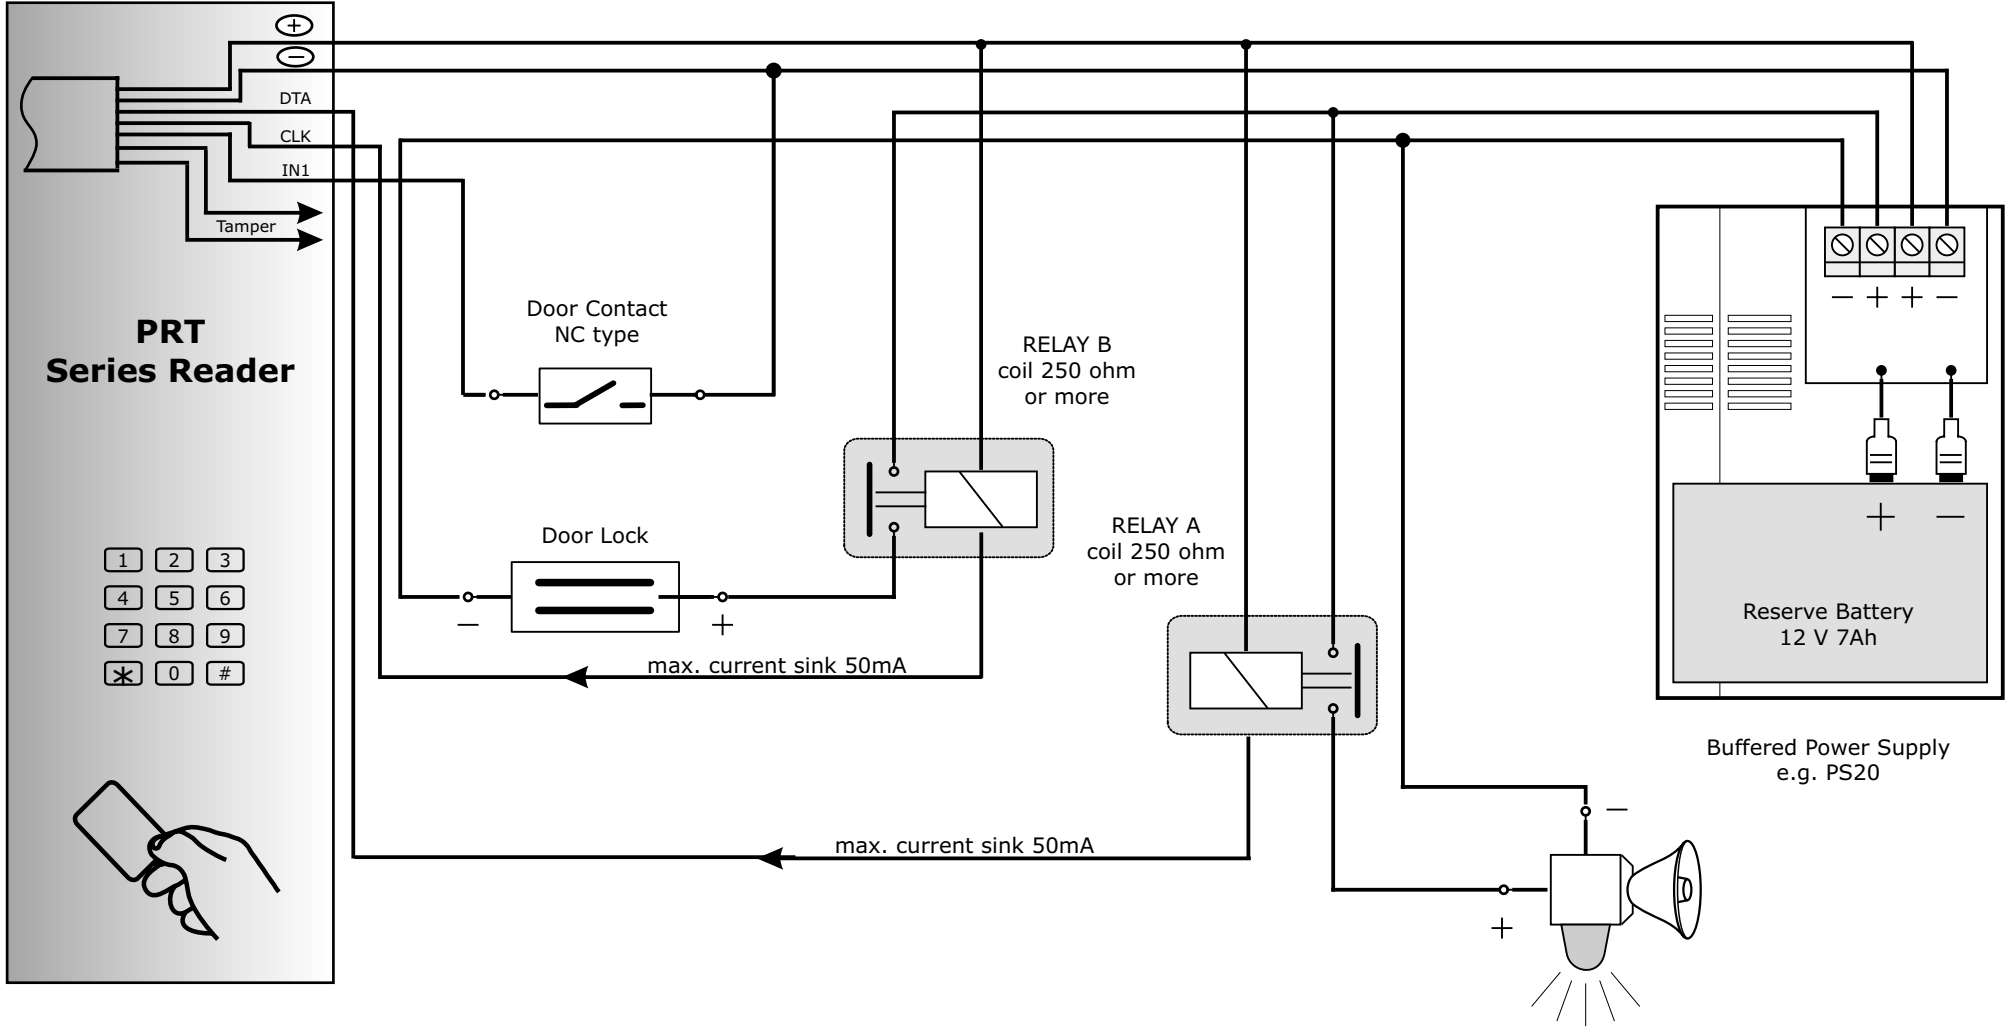 +
−
DTA
CLK
IN1
Tamper
PRT
Series Reader
1 2 3
4 5 6
7 8 9
* 0 #
Door Contact
NC type
RELAY B
coil 250 ohm
or more
Door Lock
− +
max. current sink 50mA
RELAY A
coil 250 ohm
or more
max. current sink 50mA
− + + −
+ −
Reserve Battery
12 V 7Ah
Buffered Power Supply
e.g. PS20
−
+